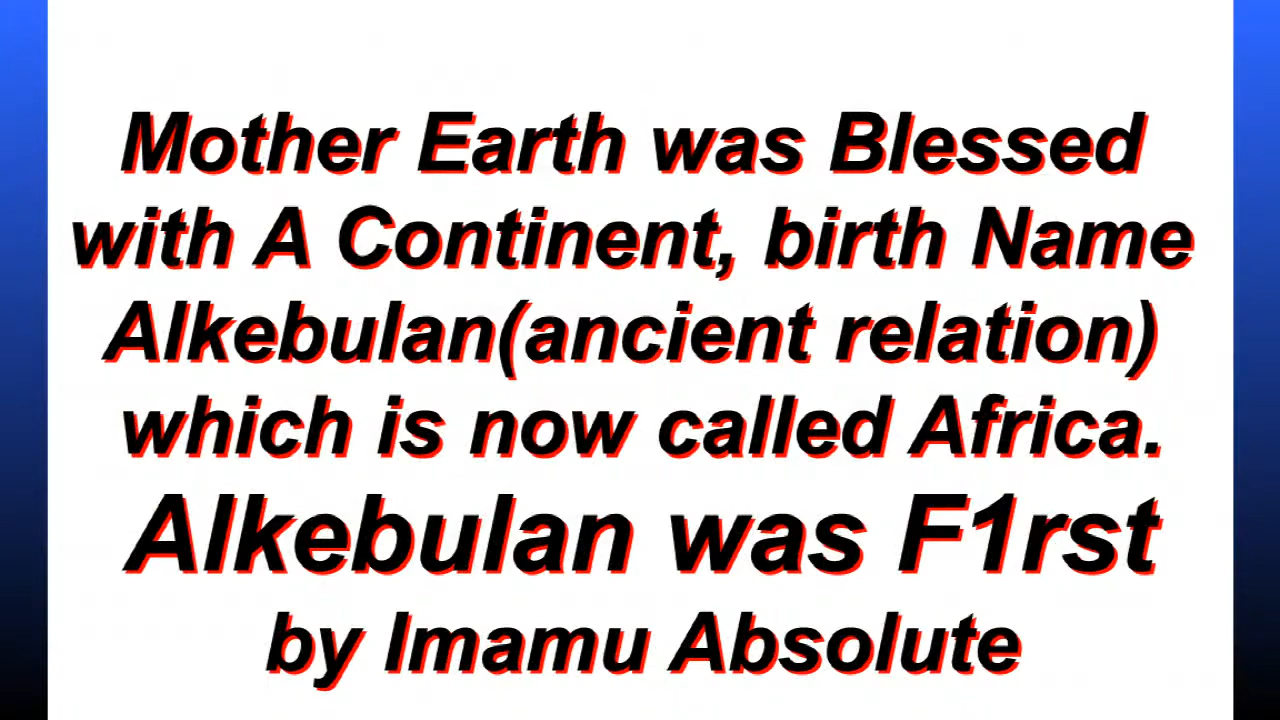 Mother Earth was Blessed
with A Continent, birth Name
Alkebulan(ancient relation)
which is now called Africa.
Alkebulan was F1rst
by Imamu Absolute